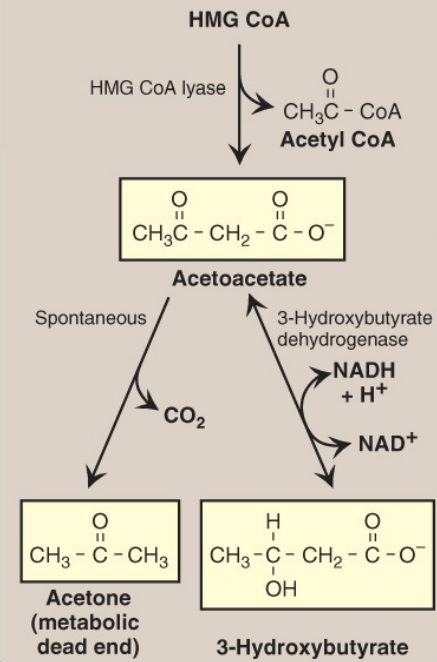 HMG CoA
HMG CoA lyase
O
CH₃C - CoA
Acetyl CoA
O O
CH₃C - CH₂ - C - O⁻
Acetoacetate
Spontaneous
3-Hydroxybutyrate
dehydrogenase
NADH
+ H⁺
CO₂
NAD⁺
O
CH₃ - C - CH₃
Acetone
(metabolic
dead end)
H O
CH₃ - C - CH₂ - C - O⁻
OH
3-Hydroxybutyrate